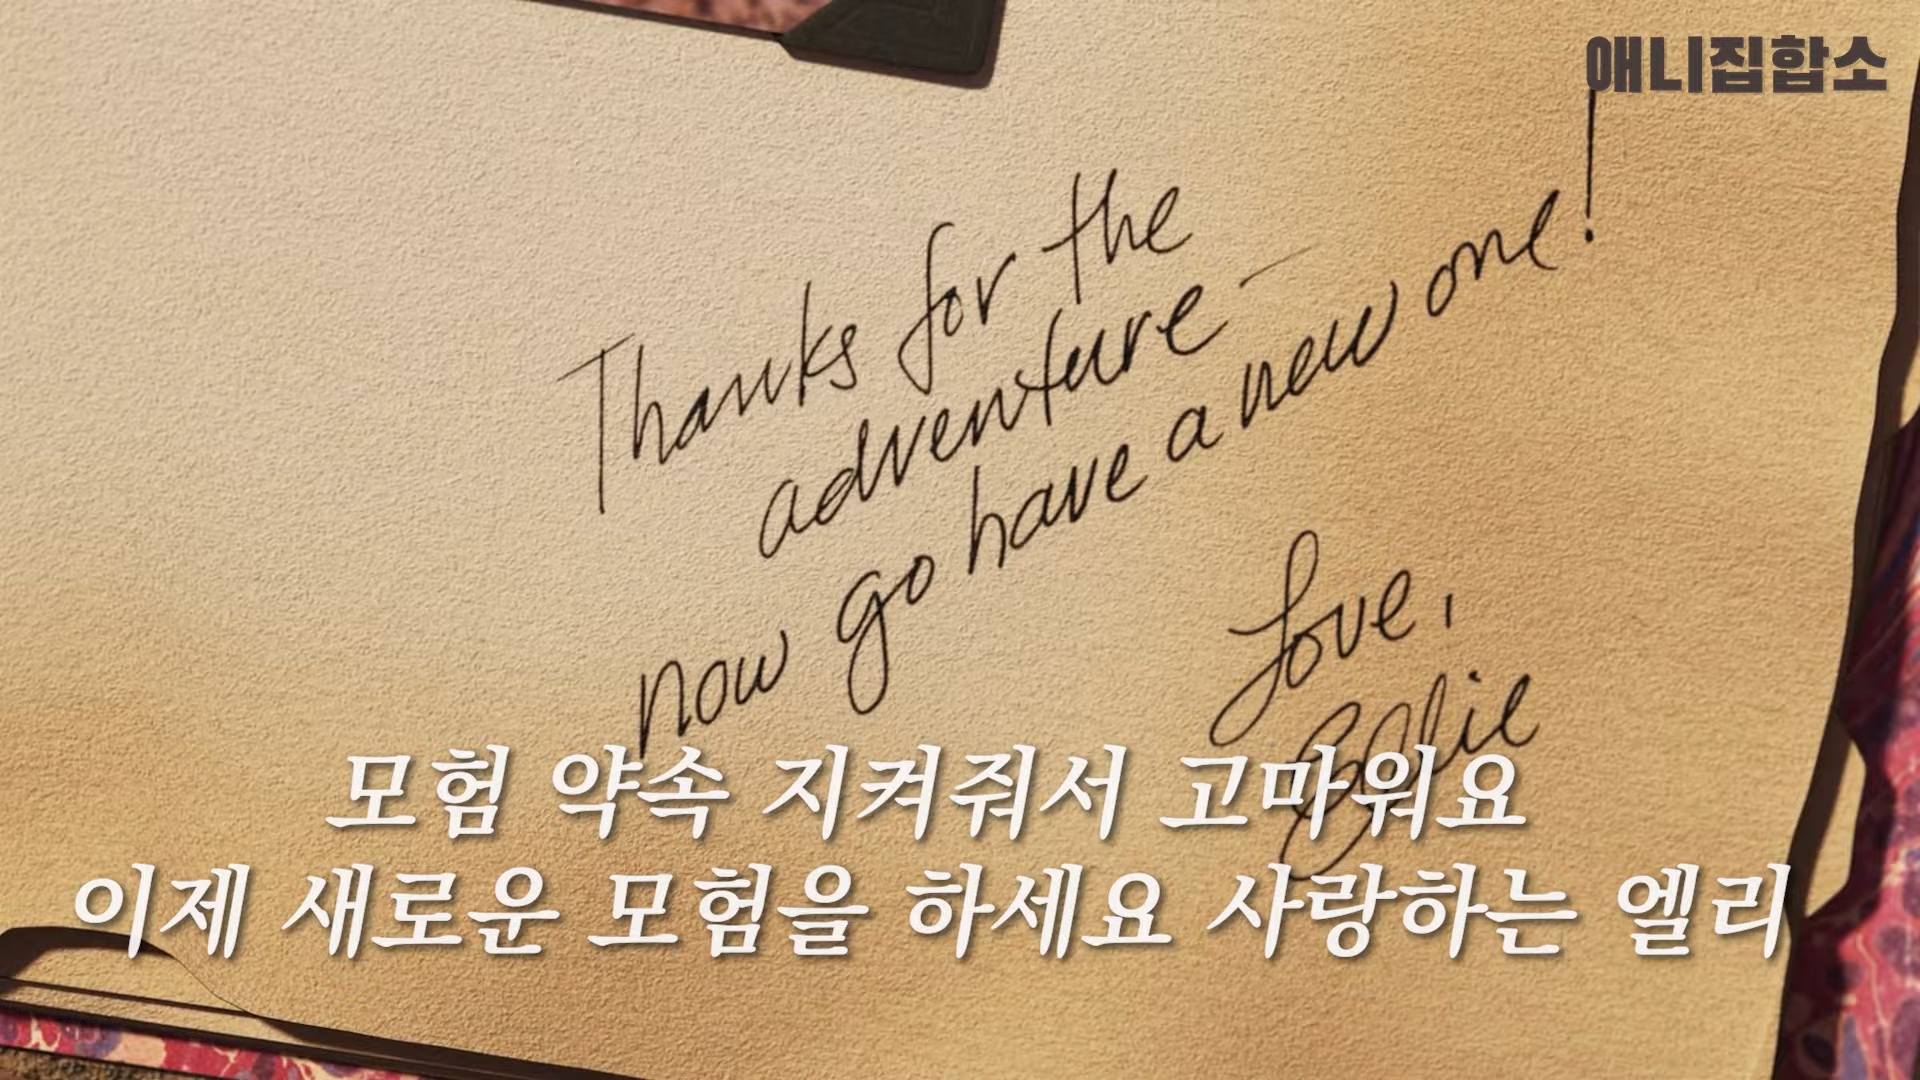 애니집합소
Thanks for the
adventure —
now go have a new one!
Love,
Ellie
모험 약속 지켜줘서 고마워요
이제 새로운 모험을 하세요 사랑하는 엘리